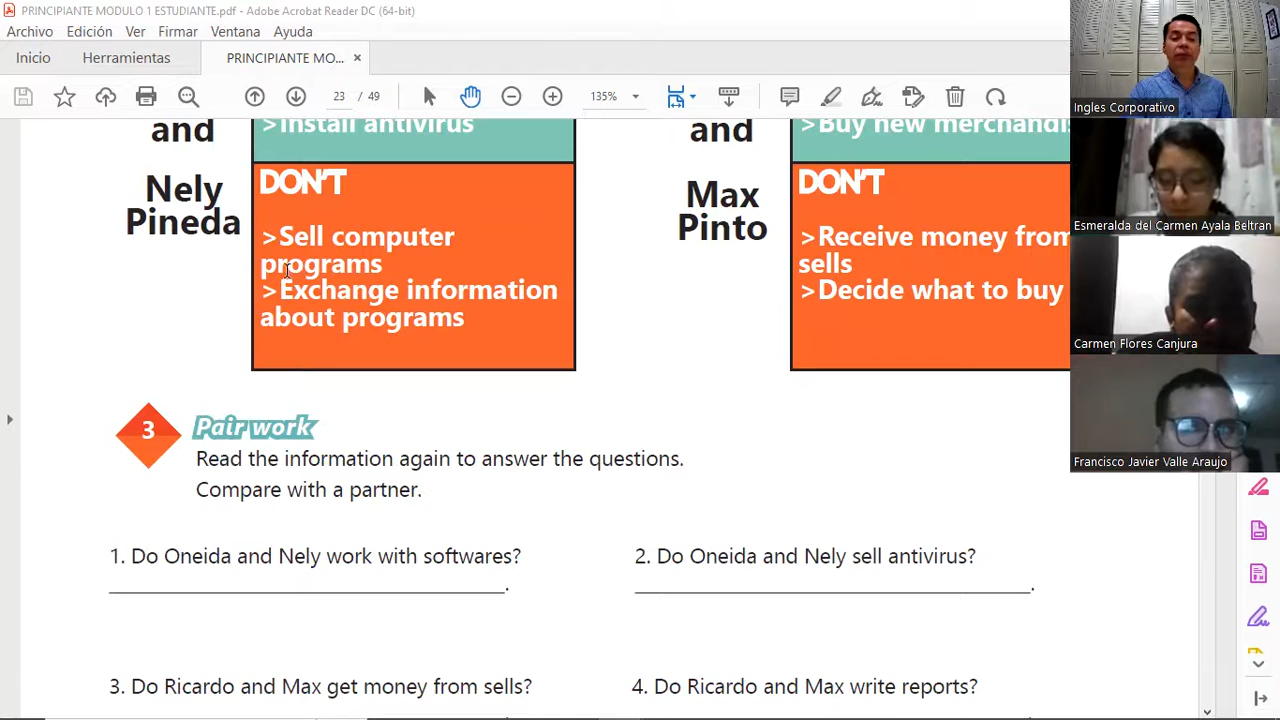 PRINCIPIANTE MODULO 1 ESTUDIANTE.pdf - Adobe Acrobat Reader DC (64-bit)
Archivo Edición Ver Firmar Ventana Ayuda
Inicio Herramientas PRINCIPIANTE MO... ×
23 / 49 135%
and
>Install antivirus
Nely
Pineda
DON'T
>Sell computer
programs
>Exchange information
about programs
and
>Buy new merchandis
Max
Pinto
DON'T
>Receive money from
sells
>Decide what to buy
3 Pair work
Read the information again to answer the questions.
Compare with a partner.
1. Do Oneida and Nely work with softwares?
2. Do Oneida and Nely sell antivirus?
3. Do Ricardo and Max get money from sells?
4. Do Ricardo and Max write reports?
Ingles Corporativo
Esmeralda del Carmen Ayala Beltran
Carmen Flores Canjura
Francisco Javier Valle Araujo